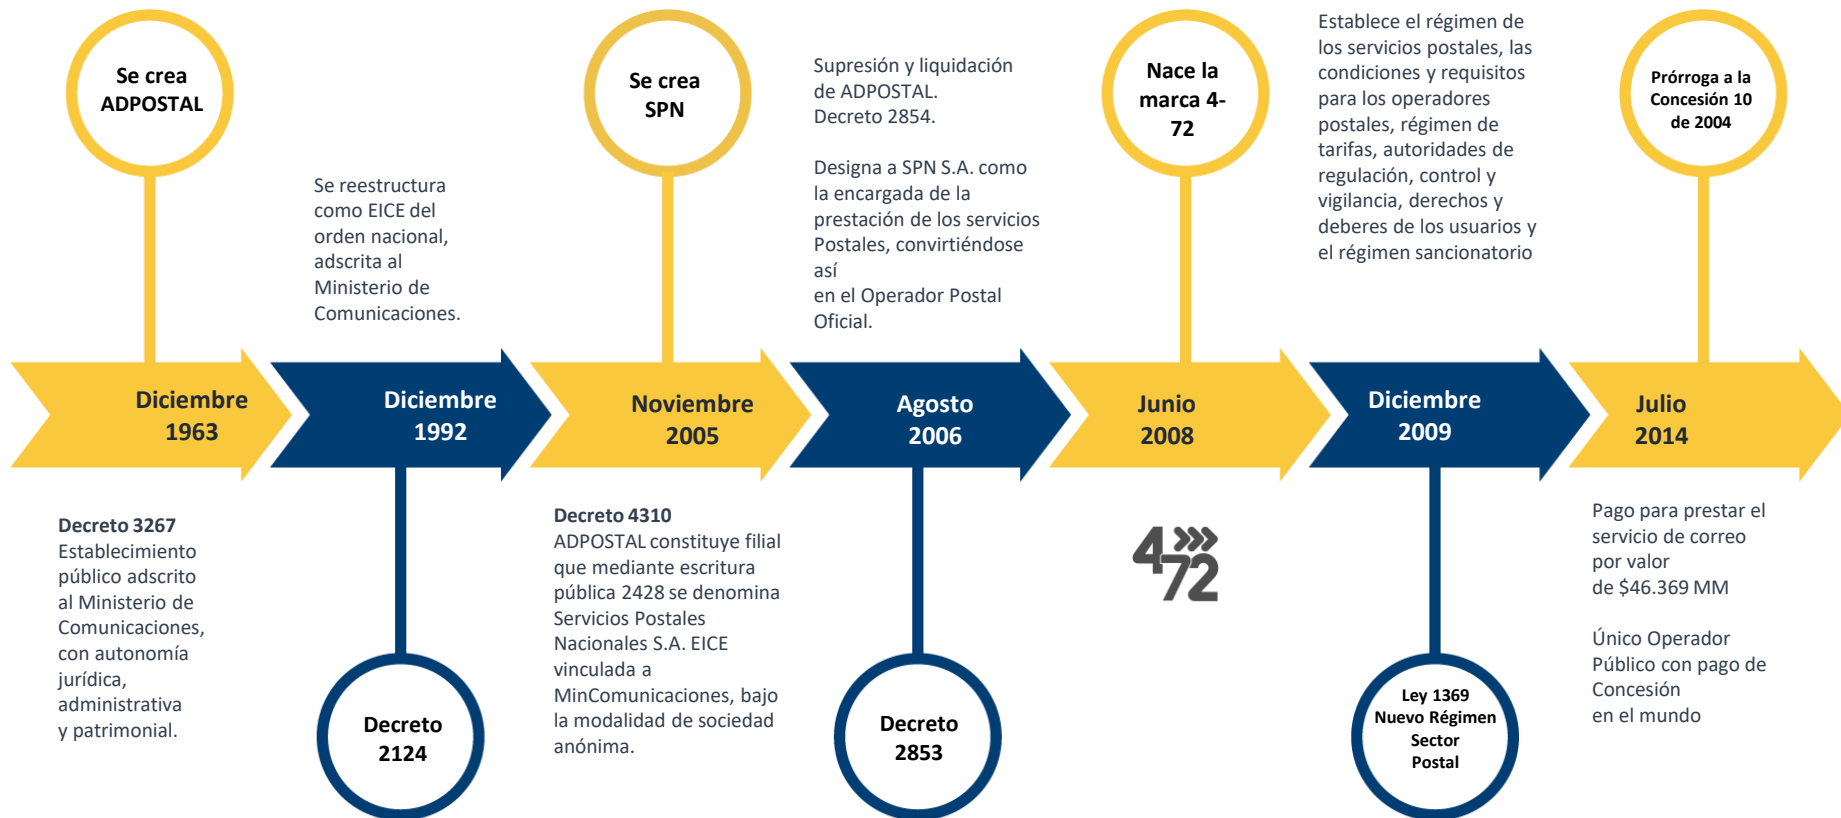 Se crea
ADPOSTAL
Diciembre
1963
Decreto 3267
Establecimiento
público adscrito
al Ministerio de
Comunicaciones,
con autonomía
jurídica,
administrativa
y patrimonial.
Se reestructura
como EICE del
orden nacional,
adscrita al
Ministerio de
Comunicaciones.
Diciembre
1992
Decreto
2124
Se crea
SPN
Noviembre
2005
Decreto 4310
ADPOSTAL constituye filial
que mediante escritura
pública 2428 se denomina
Servicios Postales
Nacionales S.A. EICE
vinculada a
MinComunicaciones, bajo
la modalidad de sociedad
anónima.
Supresión y liquidación
de ADPOSTAL.
Decreto 2854.
Designa a SPN S.A. como
la encargada de la
prestación de los servicios
Postales, convirtiéndose
así
en el Operador Postal
Oficial.
Agosto
2006
Decreto
2853
Nace la
marca 4-
72
Junio
2008
4
72
Establece el régimen de
los servicios postales, las
condiciones y requisitos
para los operadores
postales, régimen de
tarifas, autoridades de
regulación, control y
vigilancia, derechos y
deberes de los usuarios y
el régimen sancionatorio
Diciembre
2009
Ley 1369
Nuevo Régimen
Sector
Postal
Prórroga a la
Concesión 10
de 2004
Julio
2014
Pago para prestar el
servicio de correo
por valor
de $46.369 MM
Único Operador
Público con pago de
Concesión
en el mundo